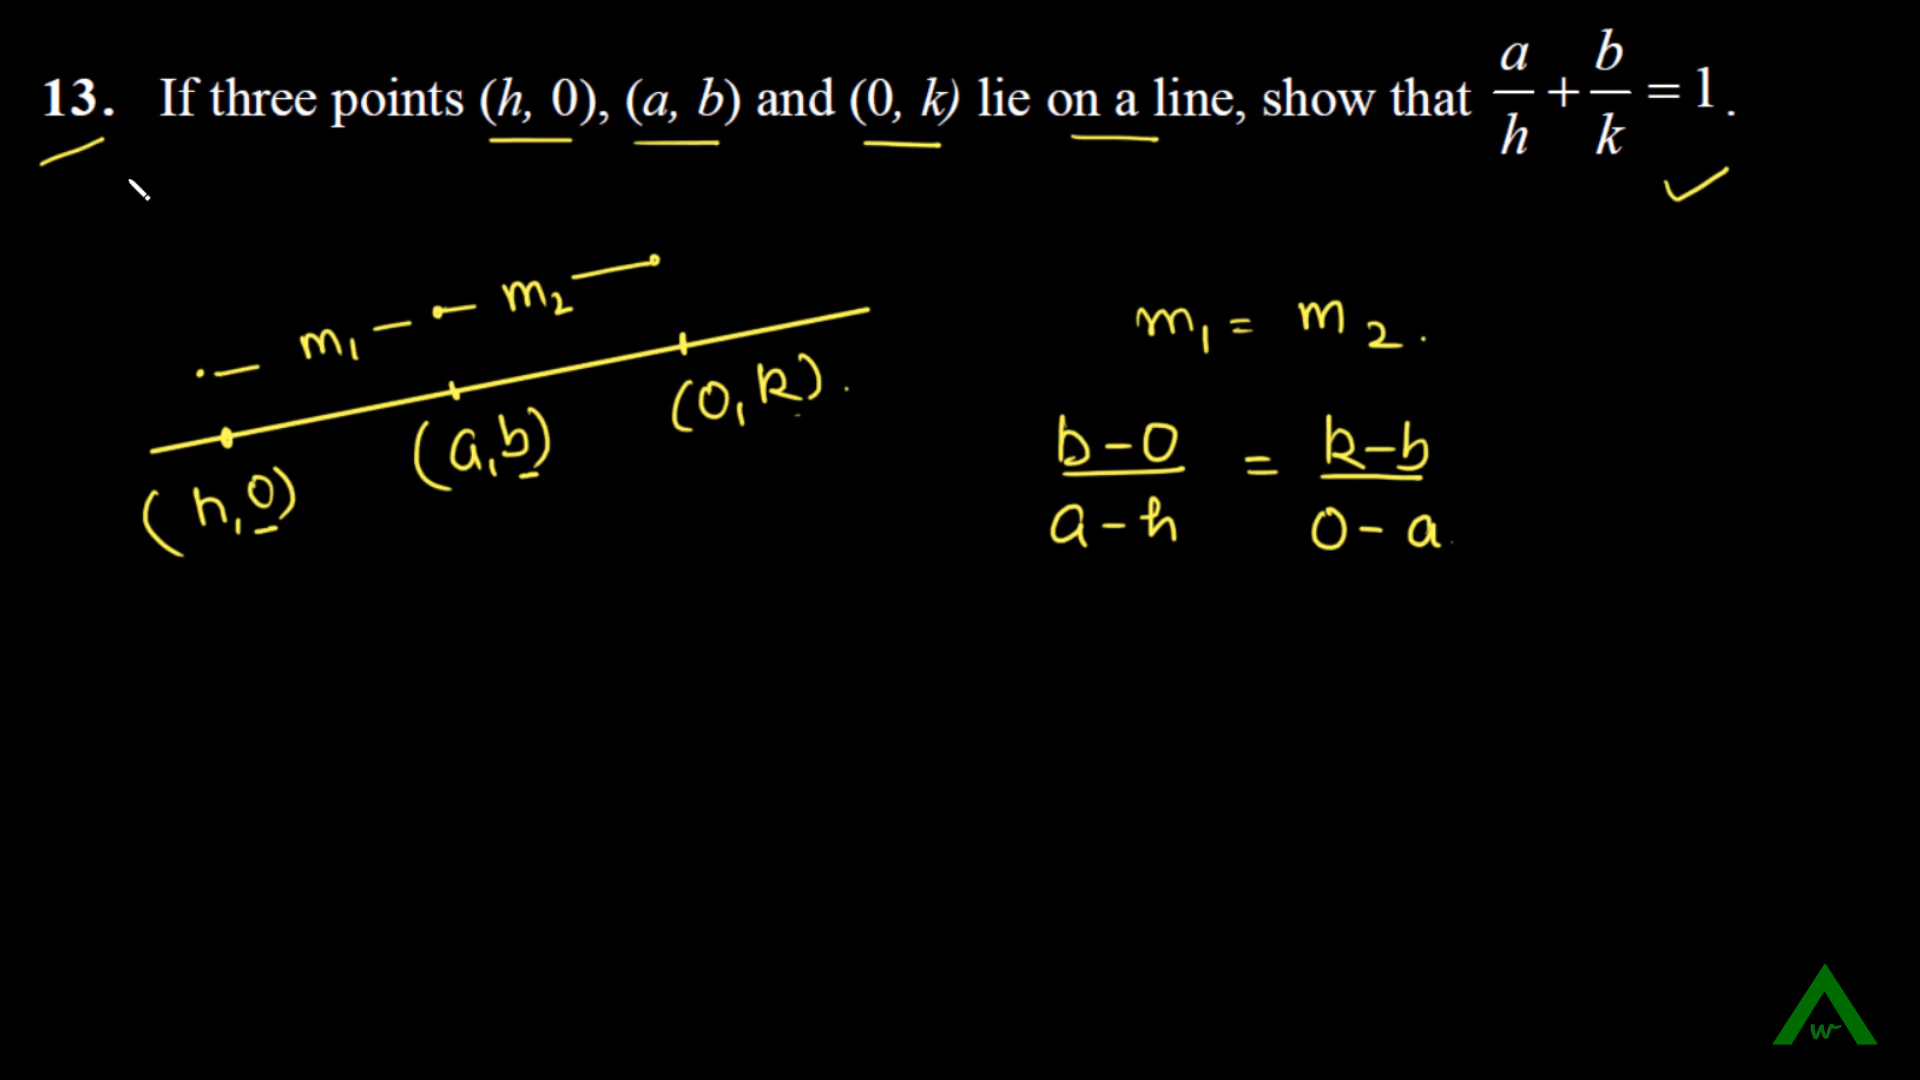 13. If three points (h, 0), (a, b) and (0, k) lie on a line, show that a/h + b/k = 1.
m₁ m₂
(h,0) (a,b) (0,k).
m₁ = m₂.
b-0/a-h = k-b/0-a
w